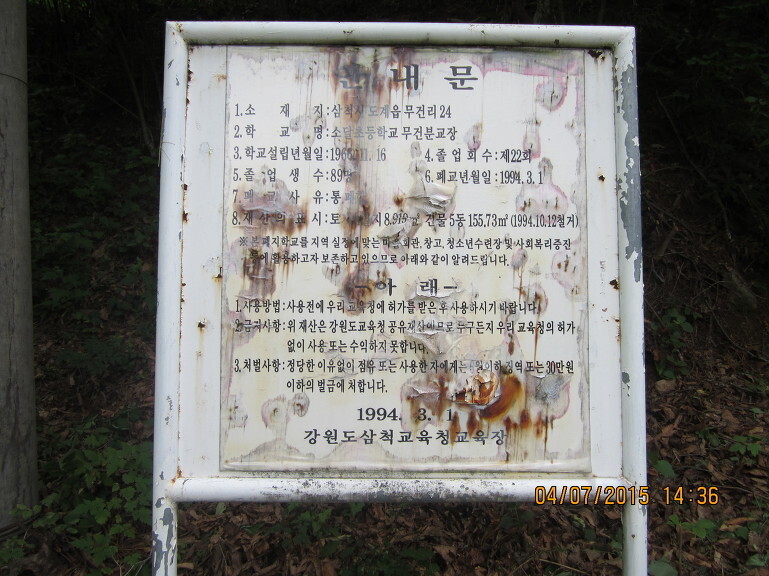 내 문
1. 소 재 지 : 삼척시 도계읍 무건리 24
2. 학 교 명 : 소달초등학교 무건분교장
3. 학교설립년월일 : 1966. 11. 16 4. 졸 업 회 수 : 제22회
5. 졸 업 생 수 : 89명 6. 폐교년월일 : 1994. 3. 1
7. 폐 교 사 유 : 통폐
8. 재 산 의 표 시 : 건물 5동 155.73㎡ (1994.10.12철거)
※ 본 폐지학교를 지역 실정에 맞는 마을회관, 창고, 청소년수련장 및 사회복리증진
등에 활용하고자 보존하고 있으므로 아래와 같이 알려드립니다.
- 아 래 -
1. 사용방법 : 사용전에 우리 교육청에 허가를 받은 후 사용하시기 바랍니다.
2. 금지사항 : 위 재산은 강원도교육청 공유재산이므로 누구든지 우리 교육청의 허가
없이 사용 또는 수익하지 못합니다.
3. 처벌사항 : 정당한 이유없이 점유 또는 사용한 자에게는 징역 또는 30만원
이하의 벌금에 처합니다.
1994. 3. 1
강원도삼척교육청교육장
04/07/2015 14:36